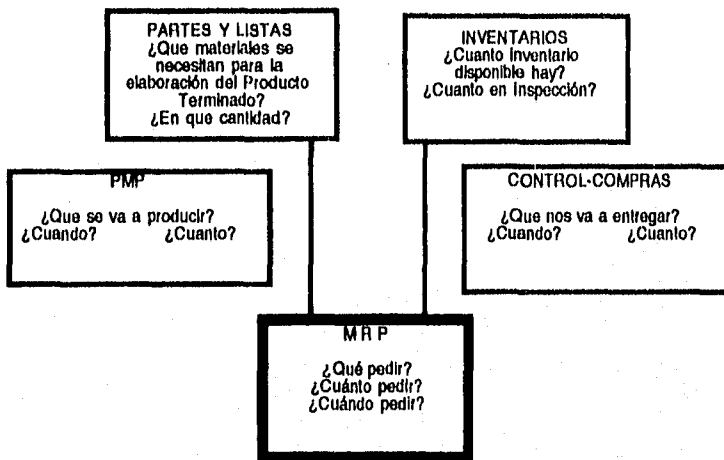 PARTES Y LISTAS
¿Que materiales se
necesitan para la
elaboración del Producto
Terminado?
¿En que cantidad?
INVENTARIOS
¿Cuanto Inventario
disponible hay?
¿Cuanto en Inspección?
PMP
¿Que se va a producir?
¿Cuando? ¿Cuanto?
CONTROL-COMPRAS
¿Que nos va a entregar?
¿Cuando? ¿Cuanto?
M R P
¿Qué pedir?
¿Cuánto pedir?
¿Cuándo pedir?